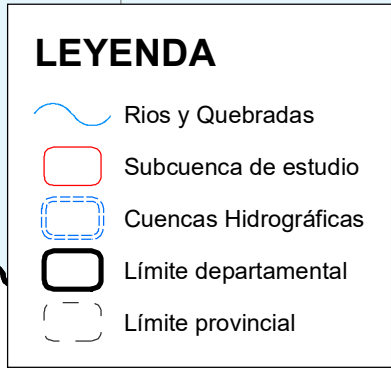 LEYENDA
Rios y Quebradas
Subcuenca de estudio
Cuencas Hidrográficas
Límite departamental
Límite provincial